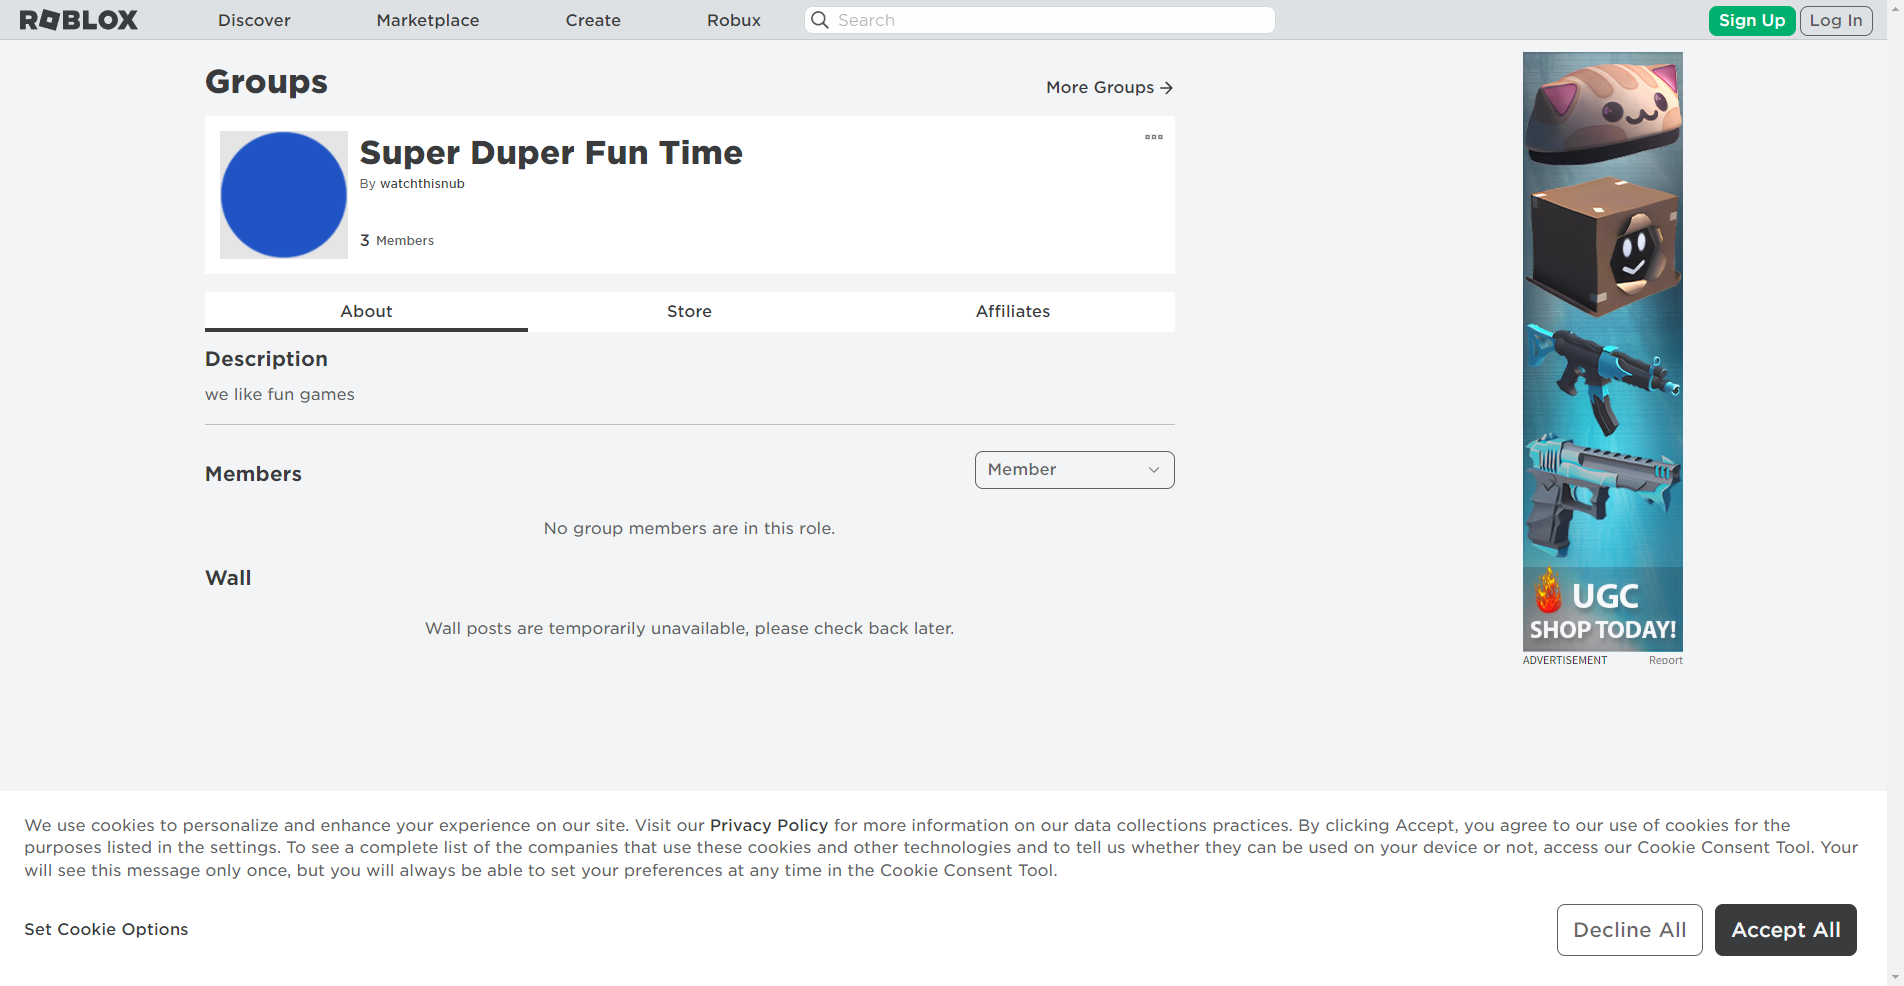 ROBLOX
Discover
Marketplace
Create
Robux
Search
Sign Up
Log In
Groups
More Groups
Super Duper Fun Time
By watchthisnub
3 Members
About
Store
Affiliates
Description
we like fun games
Members
Member
No group members are in this role.
Wall
Wall posts are temporarily unavailable, please check back later.
UGC
SHOP TODAY!
ADVERTISEMENT
Report
We use cookies to personalize and enhance your experience on our site. Visit our Privacy Policy for more information on our data collections practices. By clicking Accept, you agree to our use of cookies for the
purposes listed in the settings. To see a complete list of the companies that use these cookies and other technologies and to tell us whether they can be used on your device or not, access our Cookie Consent Tool. Your
will see this message only once, but you will always be able to set your preferences at any time in the Cookie Consent Tool.
Set Cookie Options
Decline All
Accept All